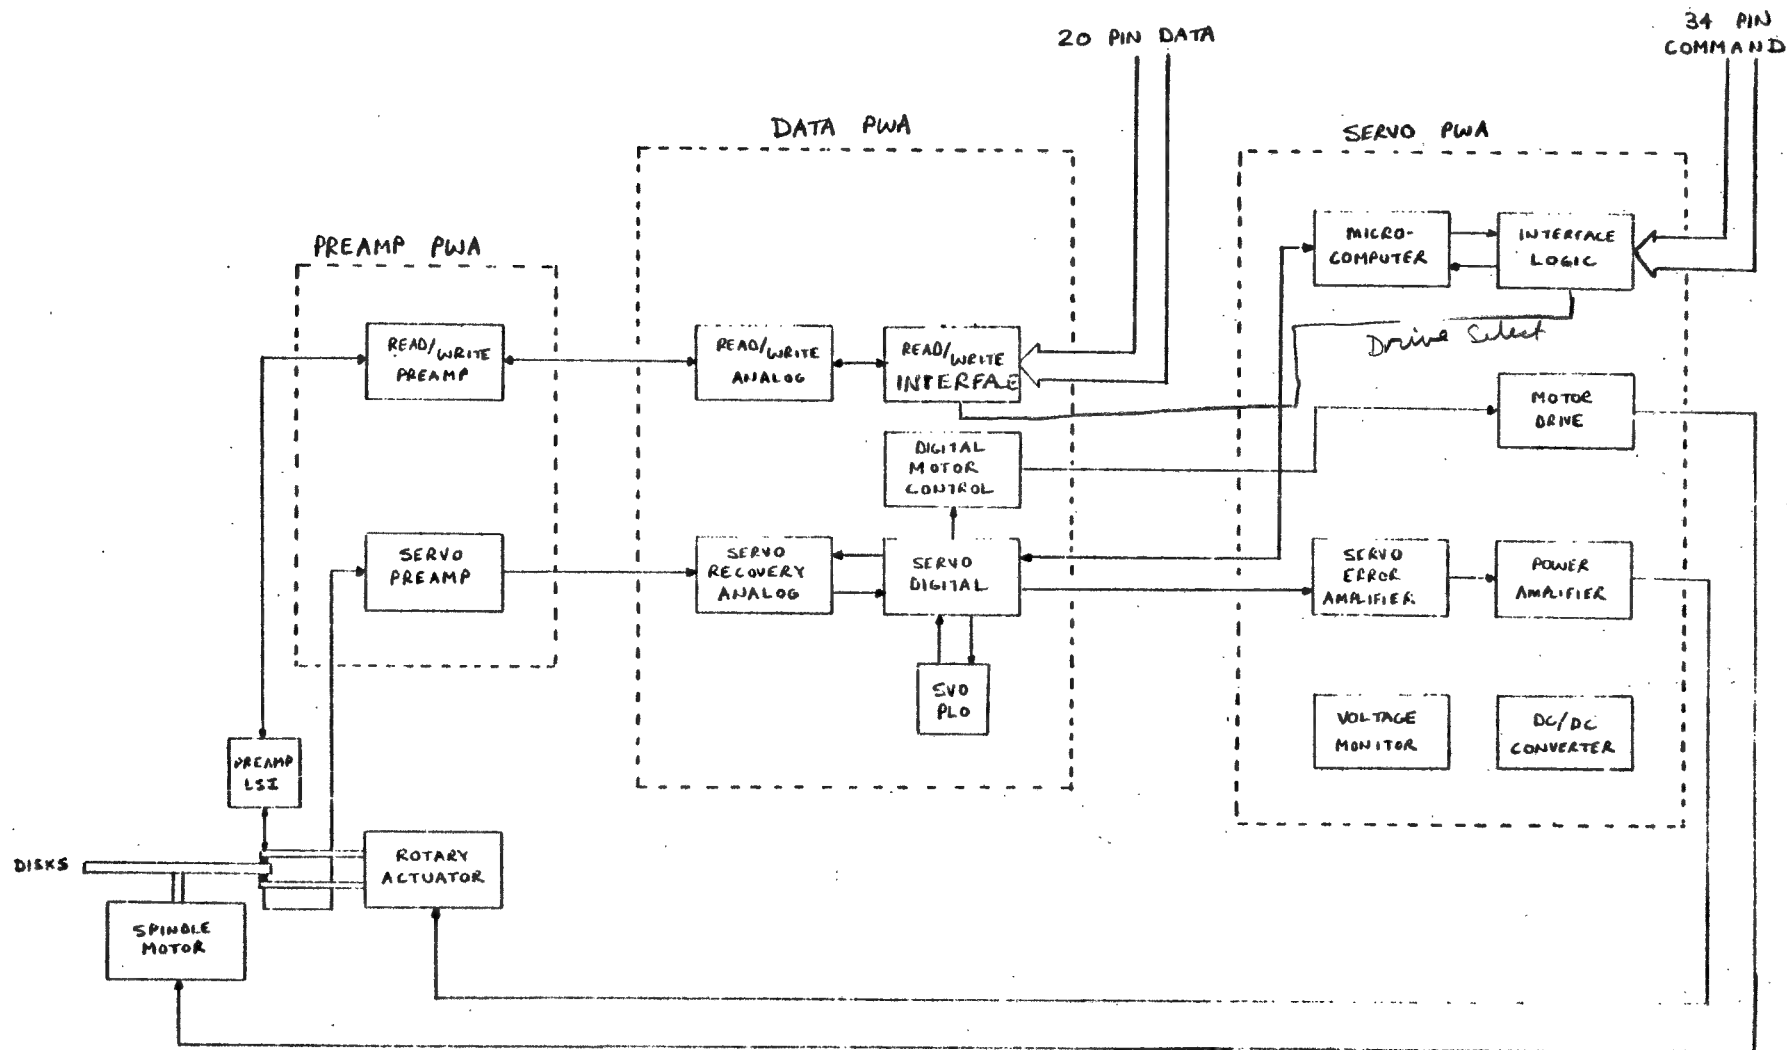 20 PIN DATA
34 PIN
COMMAND
DATA PWA
SERVO PWA
PREAMP PWA
MICRO-
COMPUTER
INTERFACE
LOGIC
Drive Select
READ/WRITE
PREAMP
READ/WRITE
ANALOG
READ/WRITE
INTERFAE
MOTOR
DRIVE
DIGITAL
MOTOR
CONTROL
SERVO
PREAMP
SERVO
RECOVERY
ANALOG
SERVO
DIGITAL
SERVO
ERROR
AMPLIFIER
POWER
AMPLIFIER
SVO
PLO
VOLTAGE
MONITOR
DC/DC
CONVERTER
PREAMP
LSI
DISKS
ROTARY
ACTUATOR
SPINDLE
MOTOR